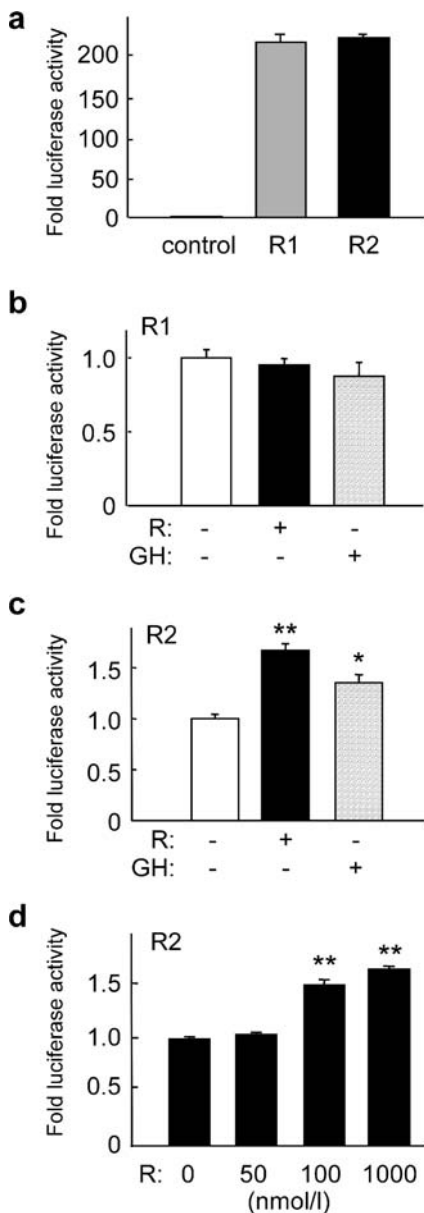 a
Fold luciferase activity
200
150
100
50
0
control R1 R2
b
R1
Fold luciferase activity
1.0
0.5
0
R: - + -
GH: - - +
c
R2
Fold luciferase activity
** *
1.5
1.0
0.5
0
R: - + -
GH: - - +
d
R2
Fold luciferase activity
** **
1.5
1.0
0.5
0
R: 0 50 100 1000
(nmol/l)